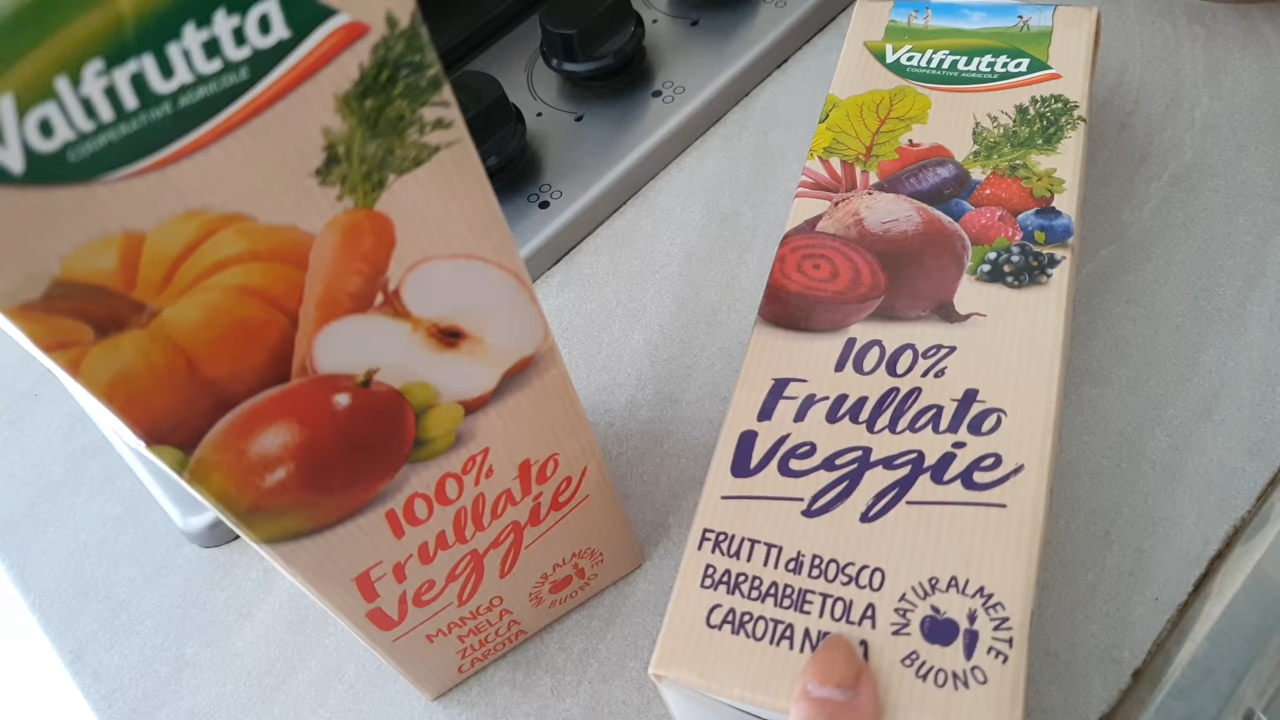 Valfrutta
COOPERATIVE AGRICOLE
100%
Frullato
Veggie
MANGO
MELA
ZUCCA
CAROTA
NATURALMENTE
BUONO
Valfrutta
COOPERATIVE AGRICOLE
100%
Frullato
Veggie
FRUTTI di BOSCO
BARBABIETOLA
CAROTA
NATURALMENTE
BUONO